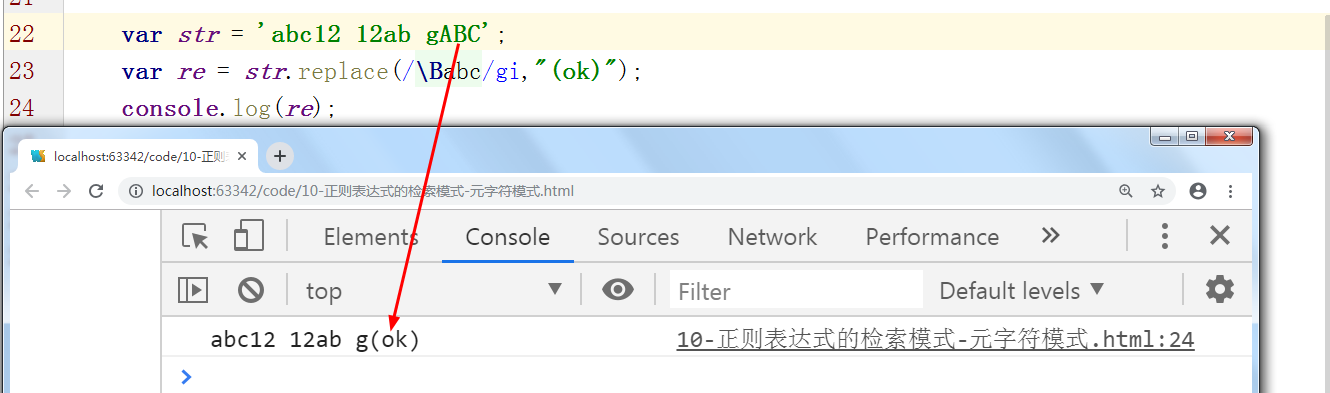 22 var str = 'abc12 12ab gABC';
23 var re = str.replace(/\Babc/gi,"(ok)");
24 console.log(re);
localhost:63342/code/10-正则
localhost:63342/code/10-正则表达式的检索模式-元字符模式.html
Elements Console Sources Network Performance
top Filter Default levels
abc12 12ab g(ok) 10-正则表达式的检索模式-元字符模式.html:24